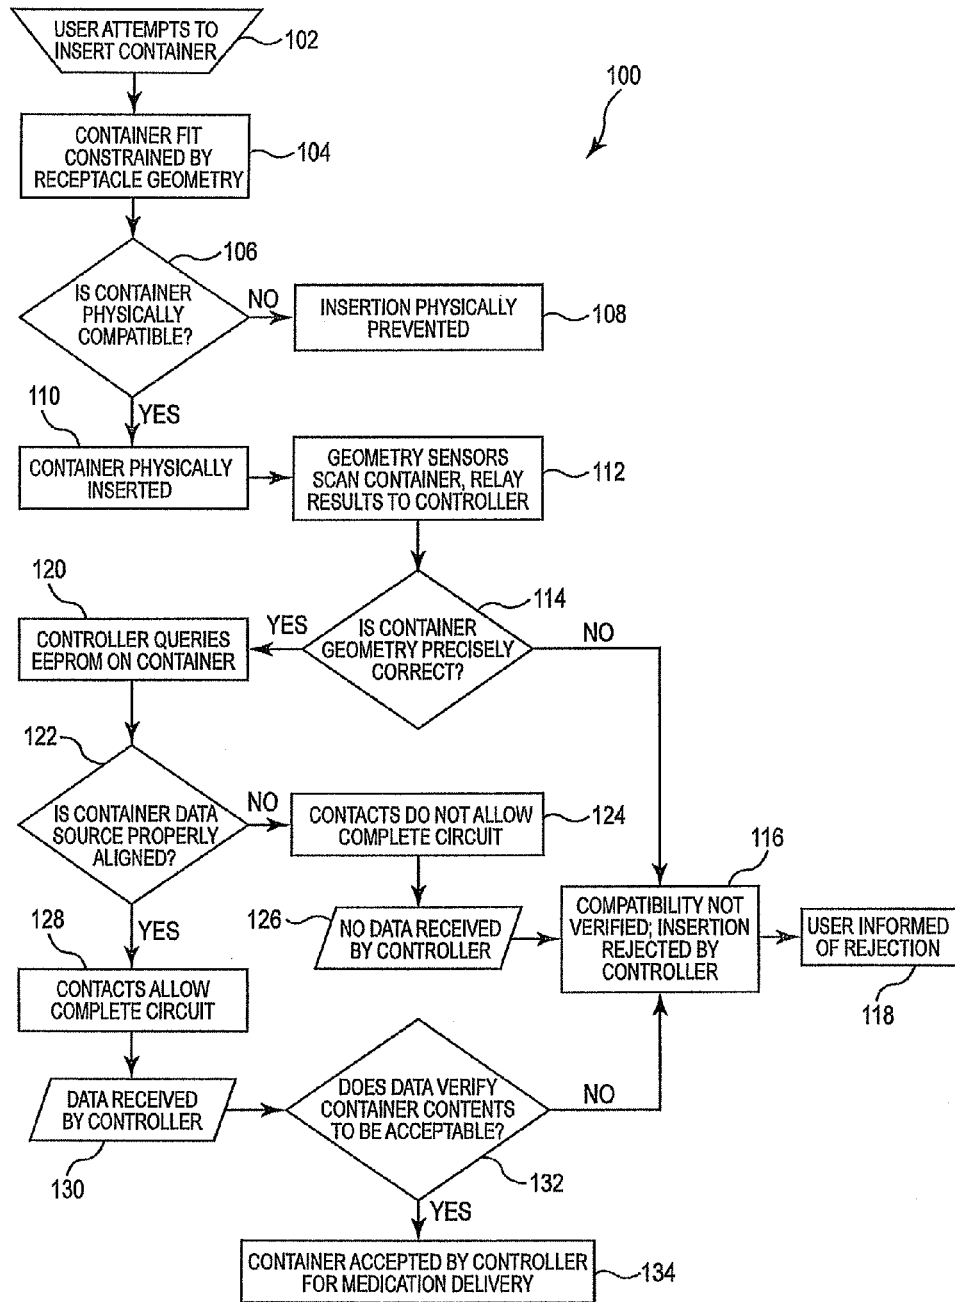 USER ATTEMPTS TO
INSERT CONTAINER
102
100
CONTAINER FIT
CONSTRAINED BY
RECEPTACLE GEOMETRY
104
106
IS CONTAINER
PHYSICALLY
COMPATIBLE?
NO
INSERTION PHYSICALLY
PREVENTED
108
YES
110
CONTAINER PHYSICALLY
INSERTED
GEOMETRY SENSORS
SCAN CONTAINER, RELAY
RESULTS TO CONTROLLER
112
114
IS CONTAINER
GEOMETRY PRECISELY
CORRECT?
YES
NO
120
CONTROLLER QUERIES
EEPROM ON CONTAINER
122
IS CONTAINER DATA
SOURCE PROPERLY
ALIGNED?
NO
CONTACTS DO NOT ALLOW
COMPLETE CIRCUIT
124
126
NO DATA RECEIVED
BY CONTROLLER
116
COMPATIBILITY NOT
VERIFIED; INSERTION
REJECTED BY
CONTROLLER
USER INFORMED
OF REJECTION
118
YES
128
CONTACTS ALLOW
COMPLETE CIRCUIT
DATA RECEIVED
BY CONTROLLER
130
DOES DATA VERIFY
CONTAINER CONTENTS
TO BE ACCEPTABLE?
NO
132
YES
CONTAINER ACCEPTED BY CONTROLLER
FOR MEDICATION DELIVERY
134